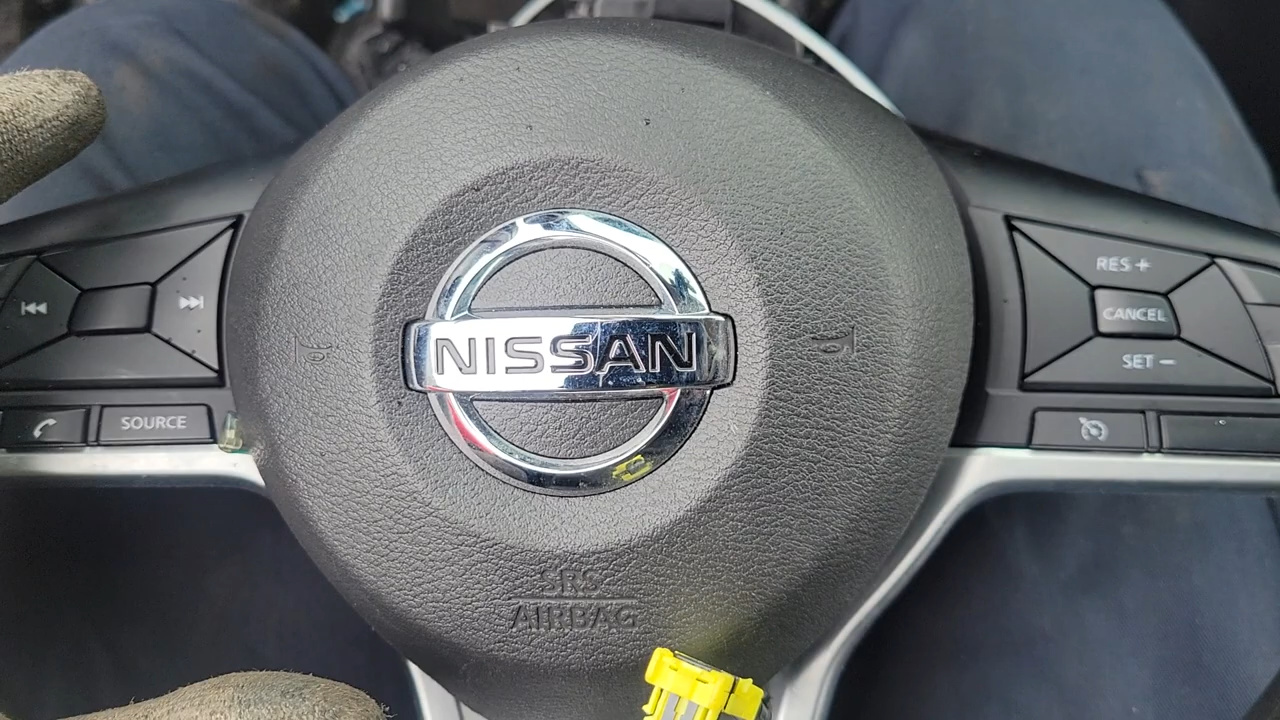 NISSAN
RES +
CANCEL
SET −
SOURCE
SRS
AIRBAG